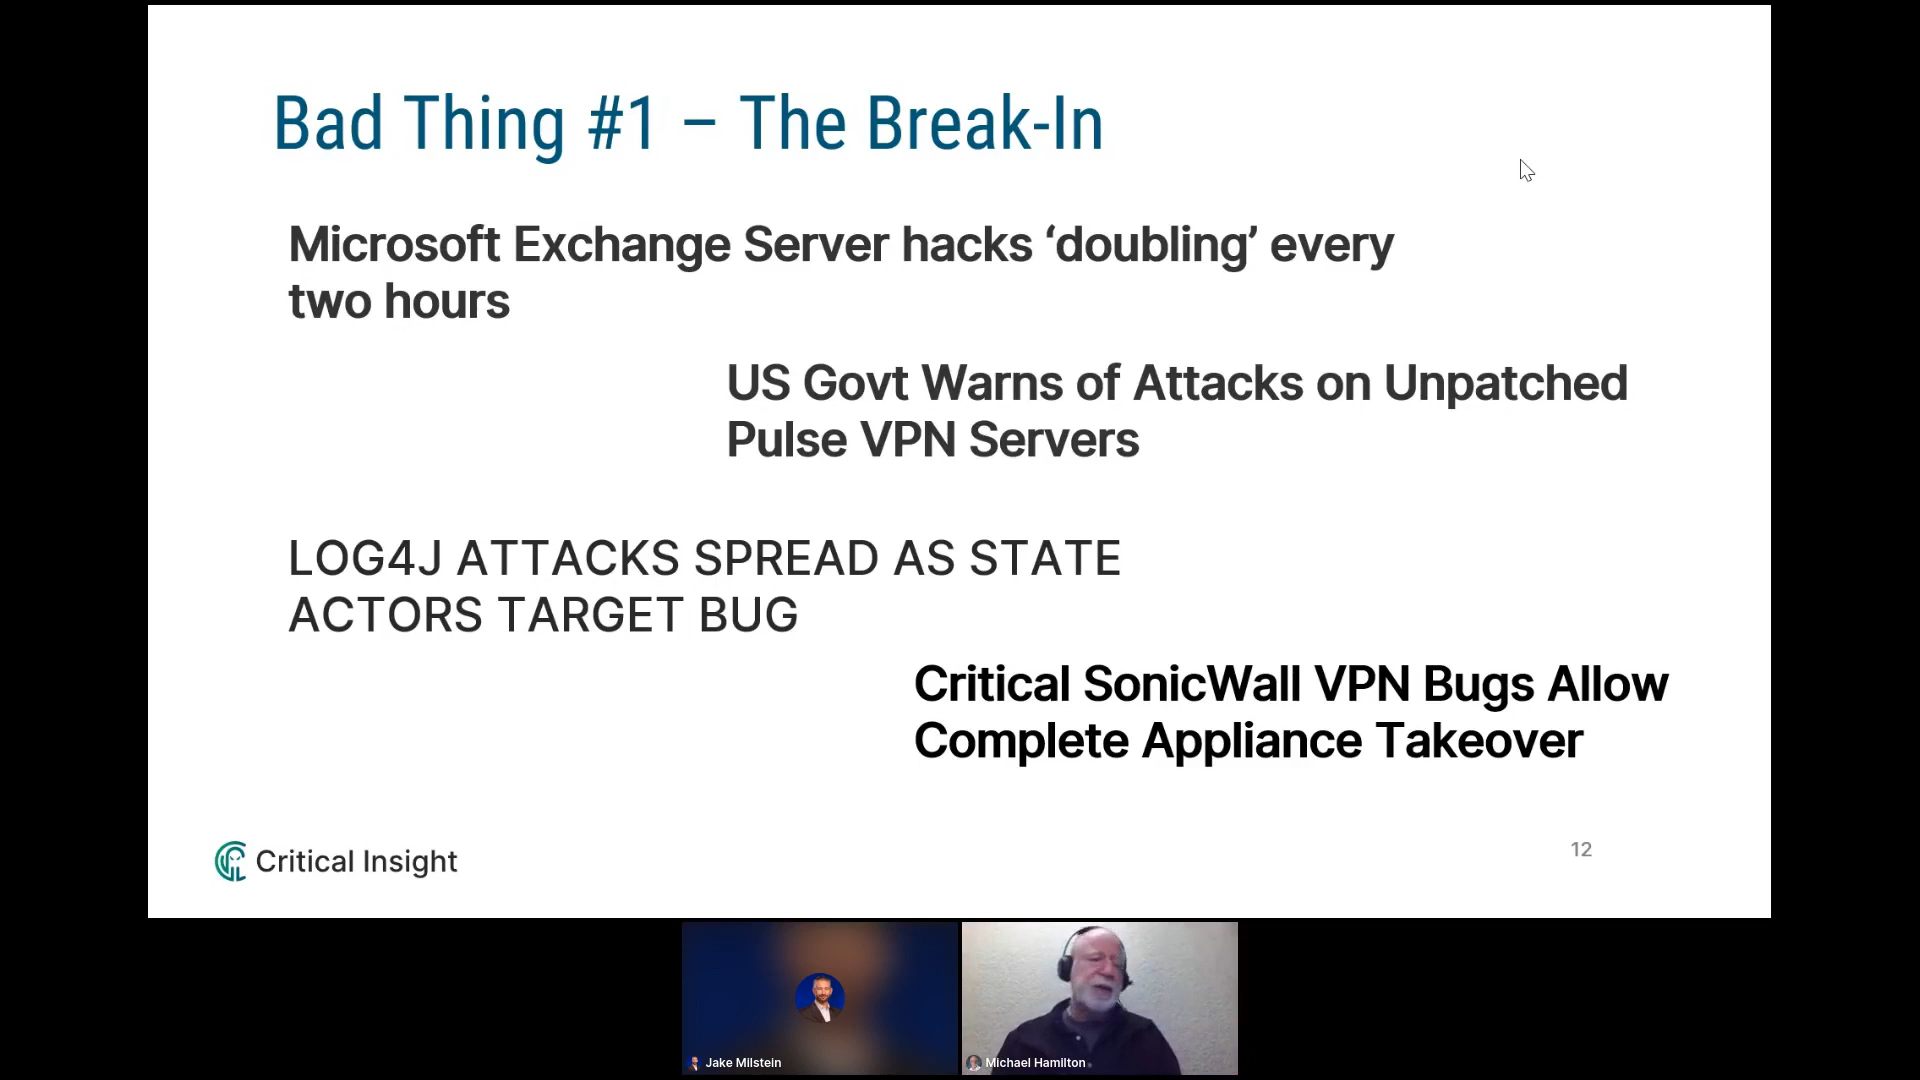 Bad Thing #1 – The Break-In
Microsoft Exchange Server hacks ‘doubling’ every
two hours
US Govt Warns of Attacks on Unpatched
Pulse VPN Servers
LOG4J ATTACKS SPREAD AS STATE
ACTORS TARGET BUG
Critical SonicWall VPN Bugs Allow
Complete Appliance Takeover
Critical Insight
12
Jake Milstein
Michael Hamilton